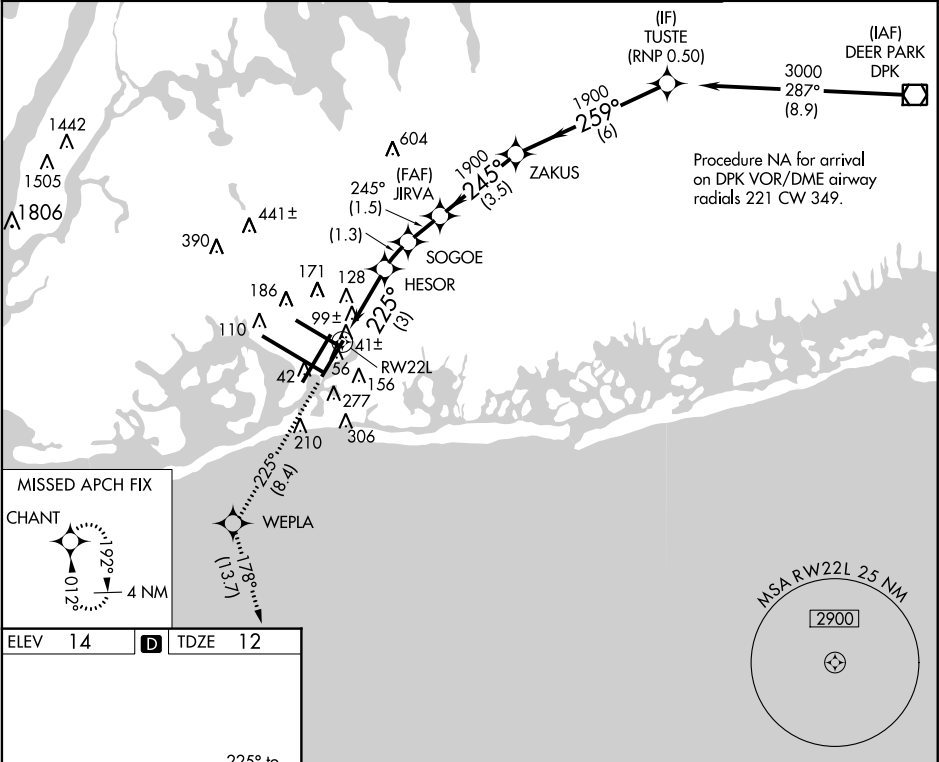 (IF)
TUSTE
(RNP 0.50)
(IAF)
DEER PARK
DPK
3000
287°
(8.9)
1900
259°
(6)
ZAKUS
Procedure NA for arrival
on DPK VOR/DME airway
radials 221 CW 349.
1442
1505
1806
604
(FAF)
JIRVA
1900
245°
(3.5)
245°
(1.5)
(1.3)
441±
390
SOGOE
HESOR
171
128
186
110
99±
225°
(3)
41±
56
RW22L
42
156
277
210
306
225°
(8.4)
WEPLA
178°
(13.7)
MISSED APCH FIX
CHANT
192°
012°
4 NM
MSA RW22L 25 NM
2900
ELEV 14 D TDZE 12
225° to